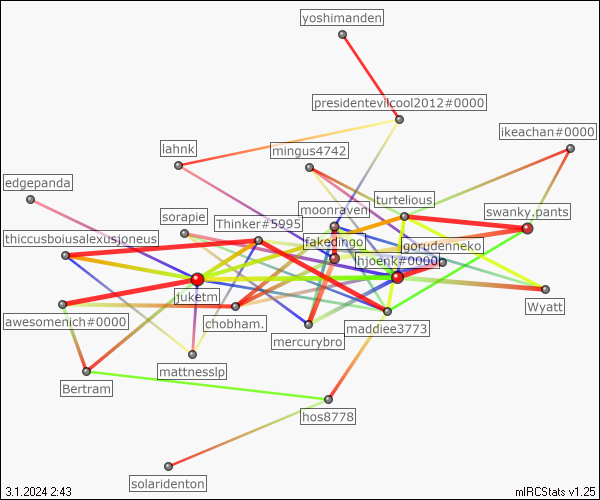 yoshimanden
presidentevilcool2012#0000
ikeachan#0000
lahnk
mingus4742
edgepanda
turtelious
moonraven
swanky.pants
sorapie
Thinker#5995
thiccusboiusalexusjoneus
fakedingo
gordenneko
hjoenk#0000
juketm
Wyatt
awesomenich#0000
chobham.
maddiee3773
mercurybro
mattnesslp
Bertram
hos8778
solaridenton
3.1.2024 2:43
mIRCStats v1.25